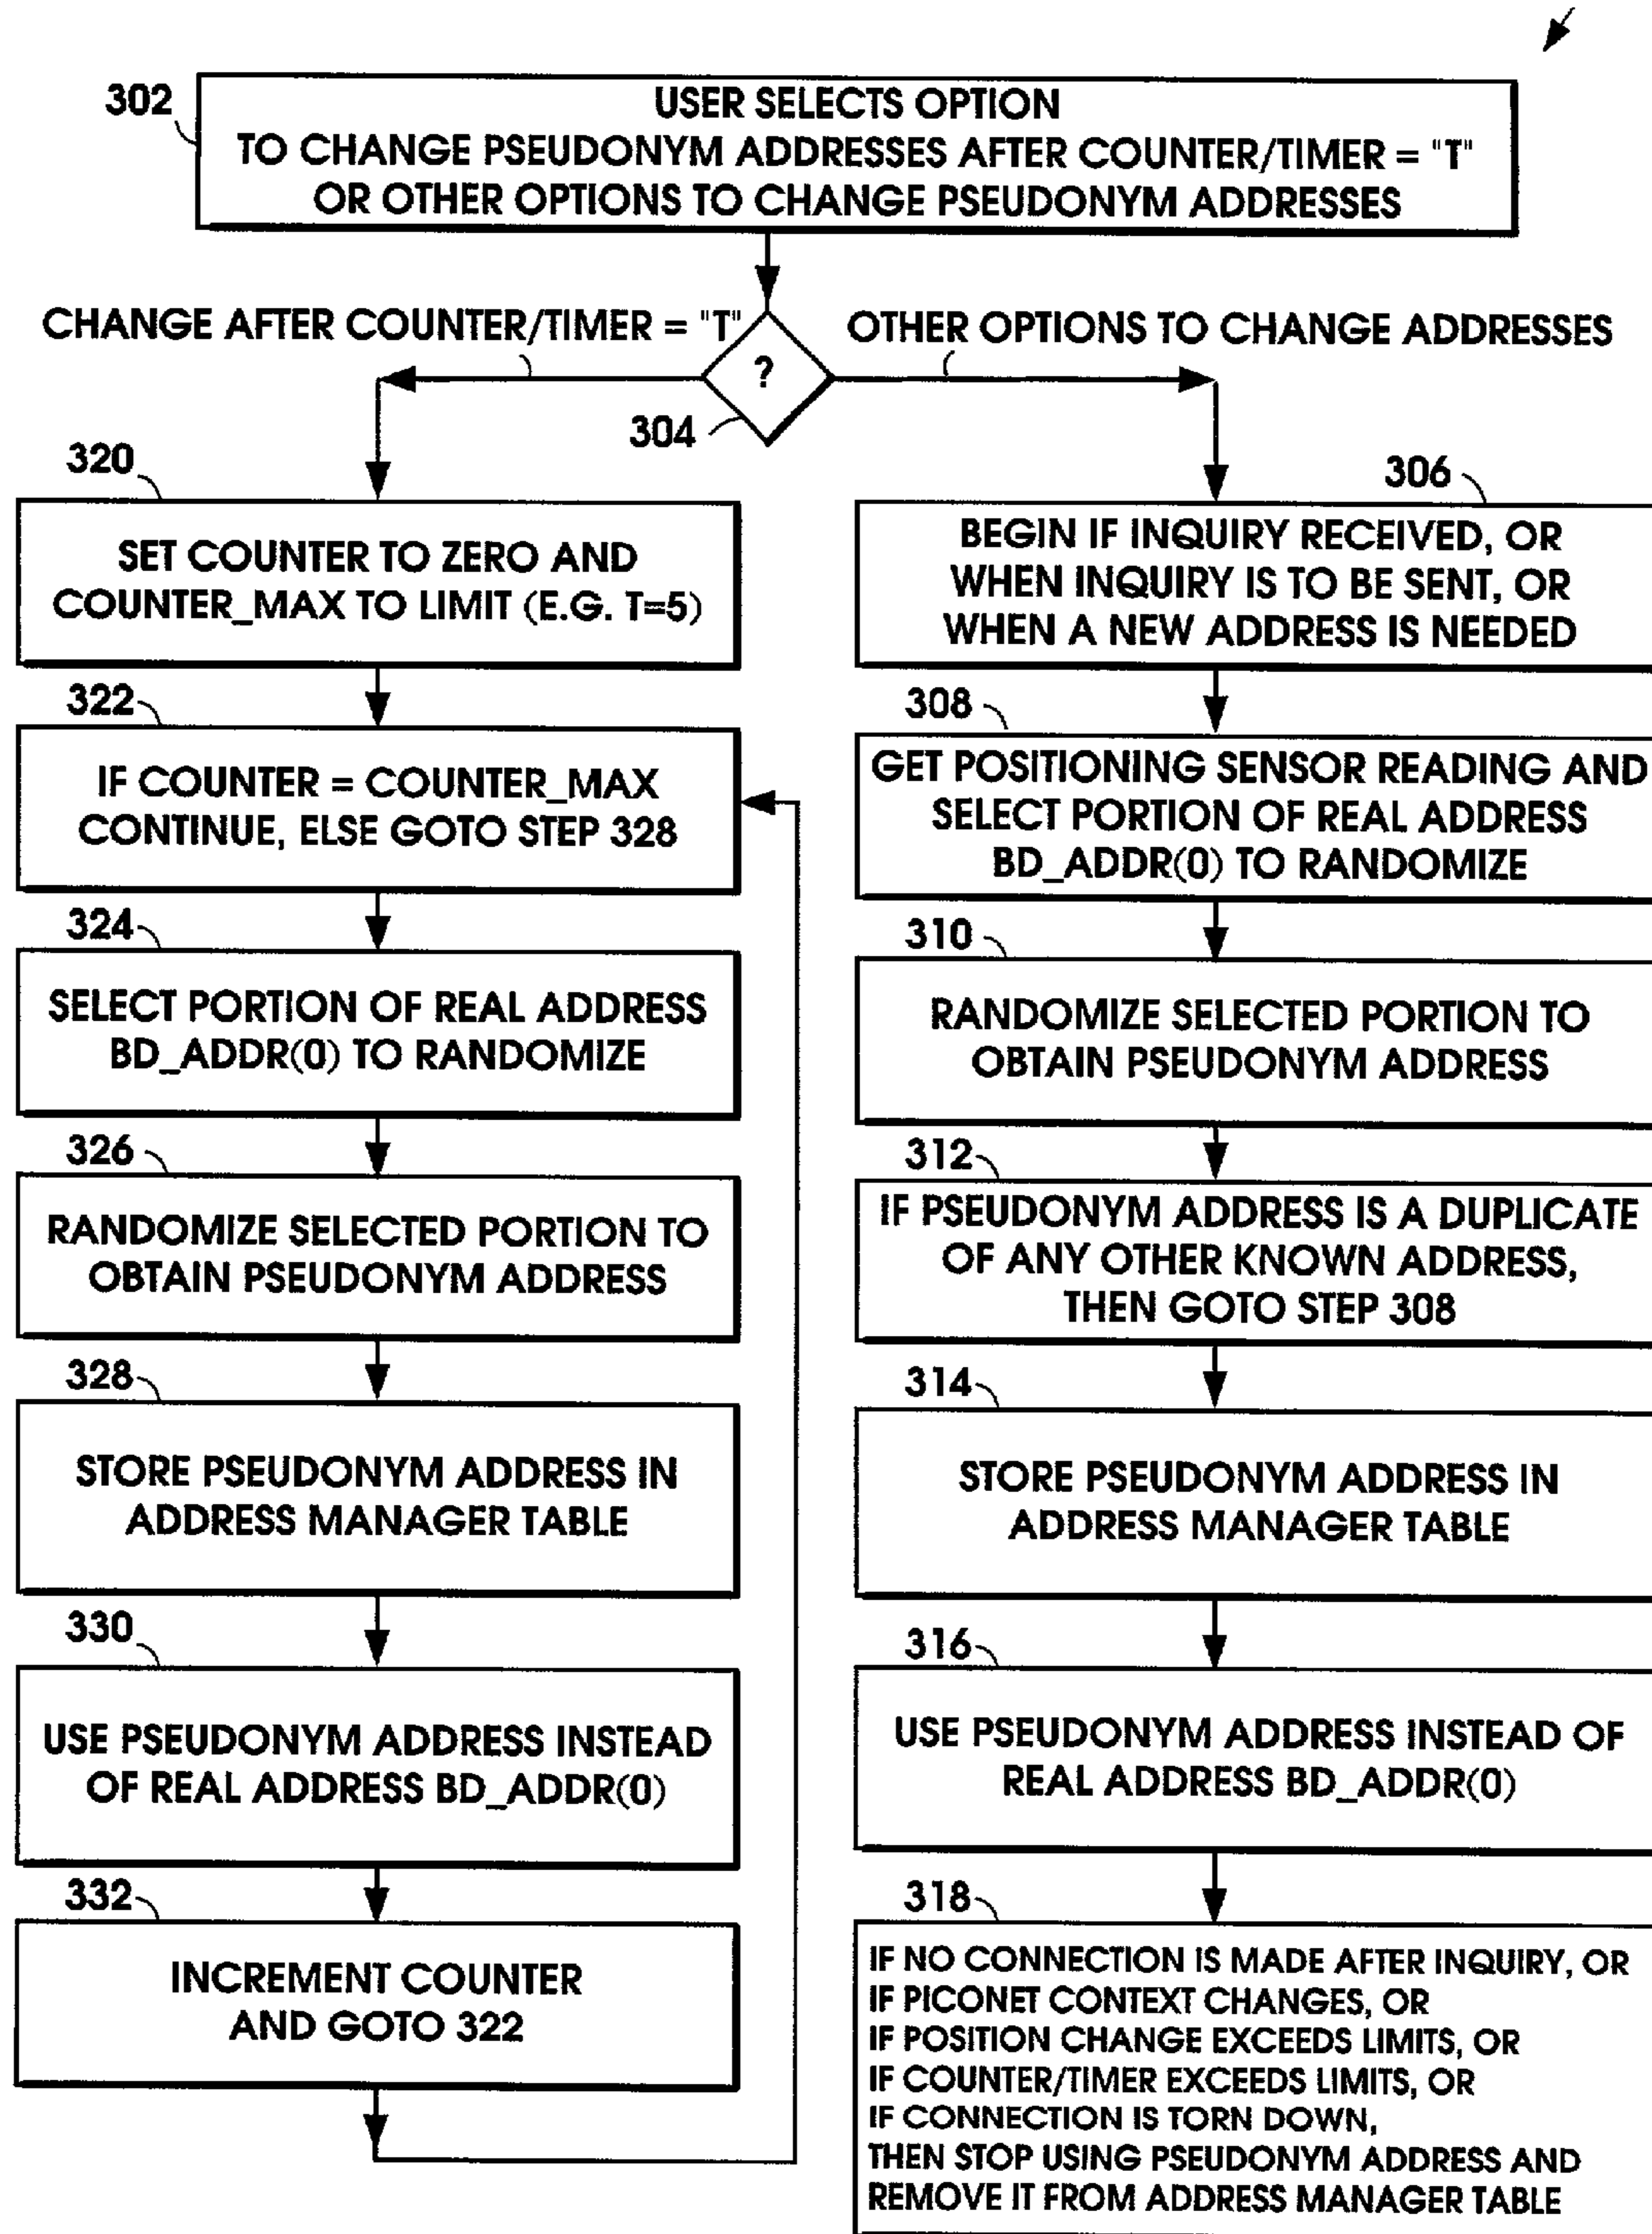 302
USER SELECTS OPTION
TO CHANGE PSEUDONYM ADDRESSES AFTER COUNTER/TIMER = "T"
OR OTHER OPTIONS TO CHANGE PSEUDONYM ADDRESSES
CHANGE AFTER COUNTER/TIMER = "T"
?
OTHER OPTIONS TO CHANGE ADDRESSES
304
320
SET COUNTER TO ZERO AND
COUNTER_MAX TO LIMIT (E.G. T=5)
322
IF COUNTER = COUNTER_MAX
CONTINUE, ELSE GOTO STEP 328
324
SELECT PORTION OF REAL ADDRESS
BD_ADDR(0) TO RANDOMIZE
326
RANDOMIZE SELECTED PORTION TO
OBTAIN PSEUDONYM ADDRESS
328
STORE PSEUDONYM ADDRESS IN
ADDRESS MANAGER TABLE
330
USE PSEUDONYM ADDRESS INSTEAD
OF REAL ADDRESS BD_ADDR(0)
332
INCREMENT COUNTER
AND GOTO 322
306
BEGIN IF INQUIRY RECEIVED, OR
WHEN INQUIRY IS TO BE SENT, OR
WHEN A NEW ADDRESS IS NEEDED
308
GET POSITIONING SENSOR READING AND
SELECT PORTION OF REAL ADDRESS
BD_ADDR(0) TO RANDOMIZE
310
RANDOMIZE SELECTED PORTION TO
OBTAIN PSEUDONYM ADDRESS
312
IF PSEUDONYM ADDRESS IS A DUPLICATE
OF ANY OTHER KNOWN ADDRESS,
THEN GOTO STEP 308
314
STORE PSEUDONYM ADDRESS IN
ADDRESS MANAGER TABLE
316
USE PSEUDONYM ADDRESS INSTEAD OF
REAL ADDRESS BD_ADDR(0)
318
IF NO CONNECTION IS MADE AFTER INQUIRY, OR
IF PICONET CONTEXT CHANGES, OR
IF POSITION CHANGE EXCEEDS LIMITS, OR
IF COUNTER/TIMER EXCEEDS LIMITS, OR
IF CONNECTION IS TORN DOWN,
THEN STOP USING PSEUDONYM ADDRESS AND
REMOVE IT FROM ADDRESS MANAGER TABLE